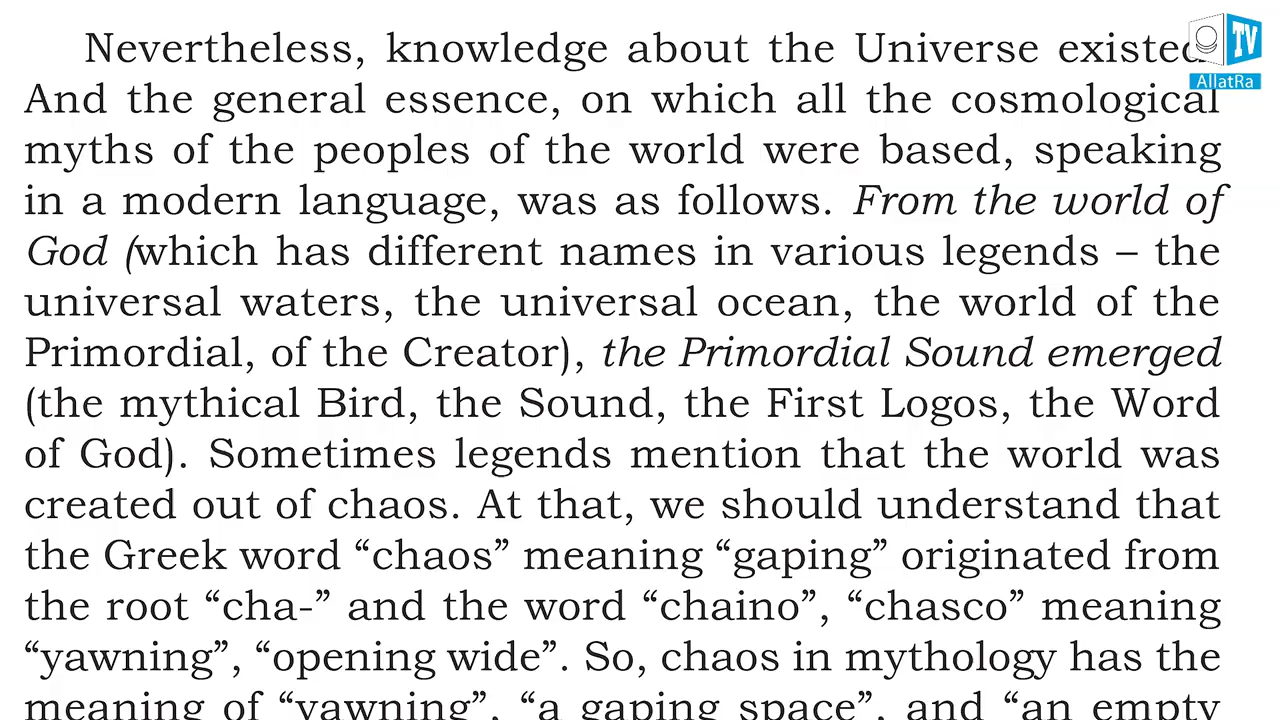 Nevertheless, knowledge about the Universe existed.
And the general essence, on which all the cosmological
myths of the peoples of the world were based, speaking
in a modern language, was as follows. From the world of
God (which has different names in various legends – the
universal waters, the universal ocean, the world of the
Primordial, of the Creator), the Primordial Sound emerged
(the mythical Bird, the Sound, the First Logos, the Word
of God). Sometimes legends mention that the world was
created out of chaos. At that, we should understand that
the Greek word “chaos” meaning “gaping” originated from
the root “cha-” and the word “chaino”, “chasco” meaning
“yawning”, “opening wide”. So, chaos in mythology has the
meaning of “yawning”, “a gaping space”, and “an empty
TV
AllatRa